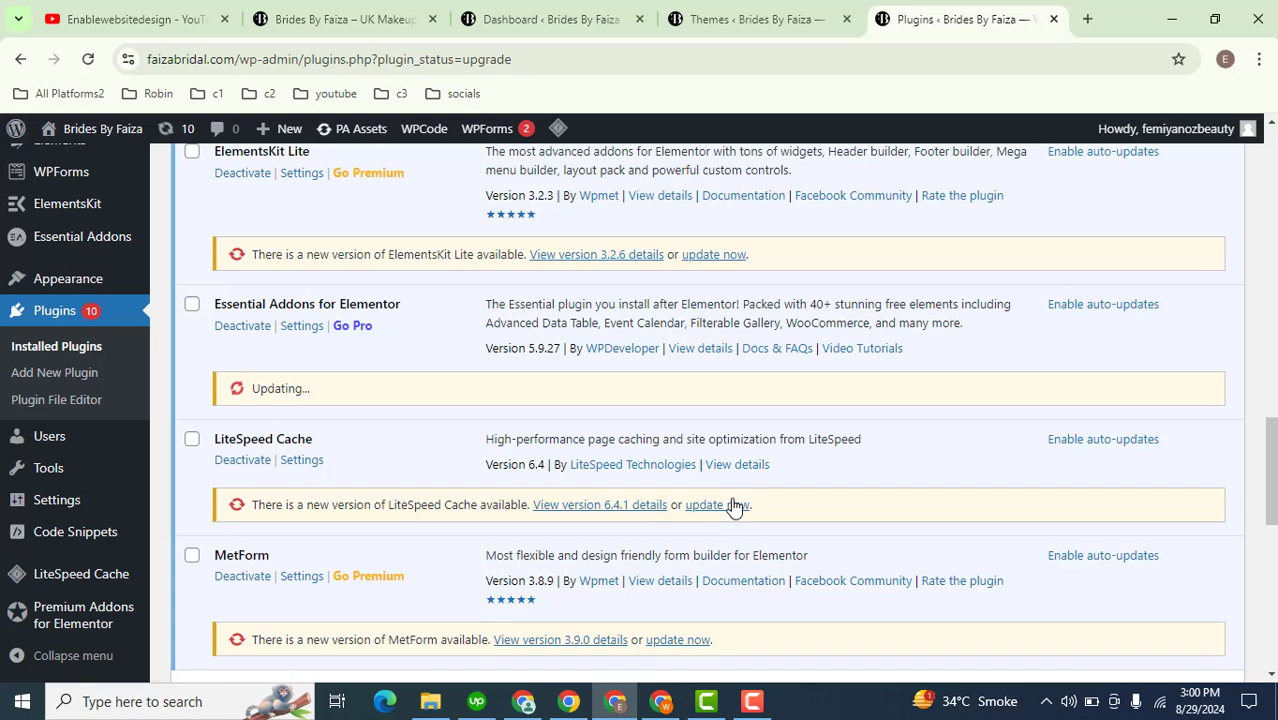 Enablewebsitedesign - YouT
Brides By Faiza – UK Makeup
Dashboard ‹ Brides By Faiza
Themes ‹ Brides By Faiza —
Plugins ‹ Brides By Faiza — W
faizabridal.com/wp-admin/plugins.php?plugin_status=upgrade
E
All Platforms2
Robin
c1
c2
youtube
c3
socials
Brides By Faiza
10
0
New
PA Assets
WPCode
WPForms 2
Howdy, femiyanozbeauty
WPForms
ElementsKit
Essential Addons
Appearance
Plugins 10
Installed Plugins
Add New Plugin
Plugin File Editor
Users
Tools
Settings
Code Snippets
LiteSpeed Cache
Premium Addons
for Elementor
Collapse menu
ElementsKit Lite
Deactivate | Settings | Go Premium
The most advanced addons for Elementor with tons of widgets, Header builder, Footer builder, Mega
menu builder, layout pack and powerful custom controls.
Version 3.2.3 | By Wpmet | View details | Documentation | Facebook Community | Rate the plugin
★★★★★
Enable auto-updates
There is a new version of ElementsKit Lite available. View version 3.2.6 details or update now.
Essential Addons for Elementor
Deactivate | Settings | Go Pro
The Essential plugin you install after Elementor! Packed with 40+ stunning free elements including
Advanced Data Table, Event Calendar, Filterable Gallery, WooCommerce, and many more.
Version 5.9.27 | By WPDeveloper | View details | Docs & FAQs | Video Tutorials
Enable auto-updates
Updating...
LiteSpeed Cache
Deactivate | Settings
High-performance page caching and site optimization from LiteSpeed
Version 6.4 | By LiteSpeed Technologies | View details
Enable auto-updates
There is a new version of LiteSpeed Cache available. View version 6.4.1 details or update now.
MetForm
Deactivate | Settings | Go Premium
Most flexible and design friendly form builder for Elementor
Version 3.8.9 | By Wpmet | View details | Documentation | Facebook Community | Rate the plugin
★★★★★
Enable auto-updates
There is a new version of MetForm available. View version 3.9.0 details or update now.
Type here to search
34°C Smoke
3:00 PM
8/29/2024